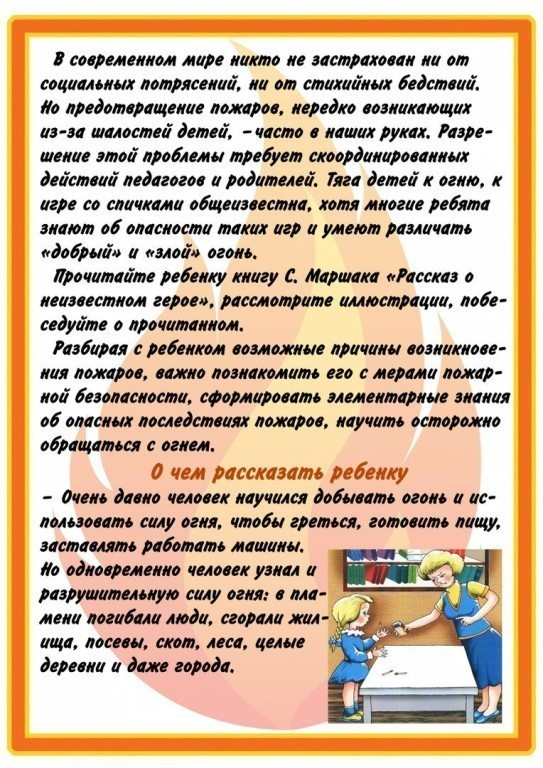 В современном мире никто не застрахован ни от
социальных потрясений, ни от стихийных бедствий.
Но предотвращение пожаров, нередко возникающих
из-за шалостей детей, –часто в наших руках. Разре-
шение этой проблемы требует скоординированных
действий педагогов и родителей. Тяга детей к огню, к
игре со спичками общеизвестна, хотя многие ребята
знают об опасности таких игр и умеют различать
«добрый» и «злой» огонь.
Прочитайте ребенку книгу С. Маршака «Рассказ о
неизвестном герое», рассмотрите иллюстрации, побе-
седуйте о прочитанном.
Разбирая с ребенком возможные причины возникнове-
ния пожаров, важно познакомить его с мерами пожар-
ной безопасности, сформировать элементарные знания
об опасных последствиях пожаров, научить осторожно
обращаться с огнем.
О чем рассказать ребенку
– Очень давно человек научился добывать огонь и ис-
пользовать силу огня, чтобы греться, готовить пищу,
заставлять работать машины.
Но одновременно человек узнал и
разрушительную силу огня: в пла-
мени погибали люди, сгорали жил-
ища, посевы, скот, леса, целые
деревни и даже города.